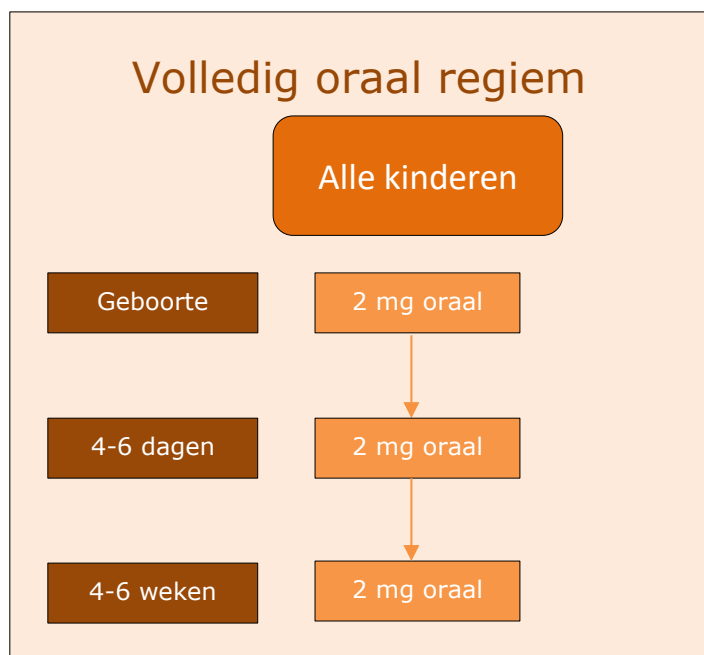 Volledig oraal regiem
Alle kinderen
Geboorte
2 mg oraal
4-6 dagen
2 mg oraal
4-6 weken
2 mg oraal